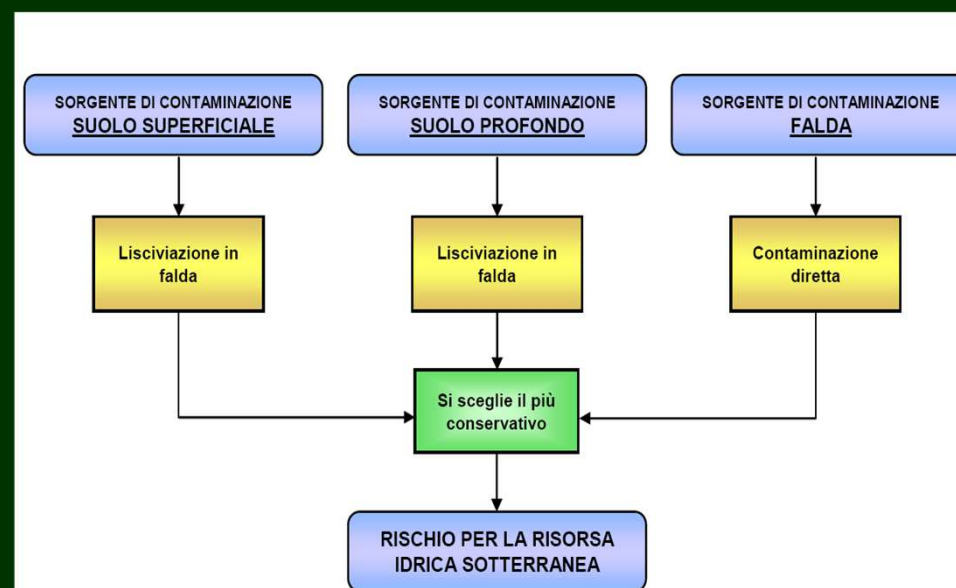 SORGENTE DI CONTAMINAZIONE
SUOLO SUPERFICIALE
SORGENTE DI CONTAMINAZIONE
SUOLO PROFONDO
SORGENTE DI CONTAMINAZIONE
FALDA
Lisciviazione in
falda
Lisciviazione in
falda
Contaminazione
diretta
Si sceglie il più
conservativo
RISCHIO PER LA RISORSA
IDRICA SOTTERRANEA